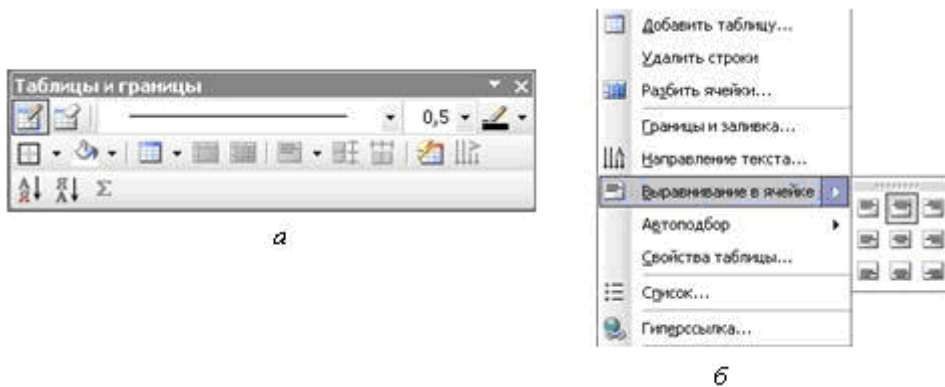 Таблицы и границы
0,5
а
Добавить таблицу...
Удалить строки
Разбить ячейки...
Границы и заливка...
Направление текста...
Выравнивание в ячейке
Автоподбор
Свойства таблицы...
Список...
Гиперссылка...
б